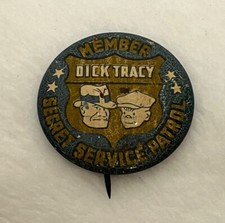 MEMBER
DICK TRACY
SECRET SERVICE PATROL